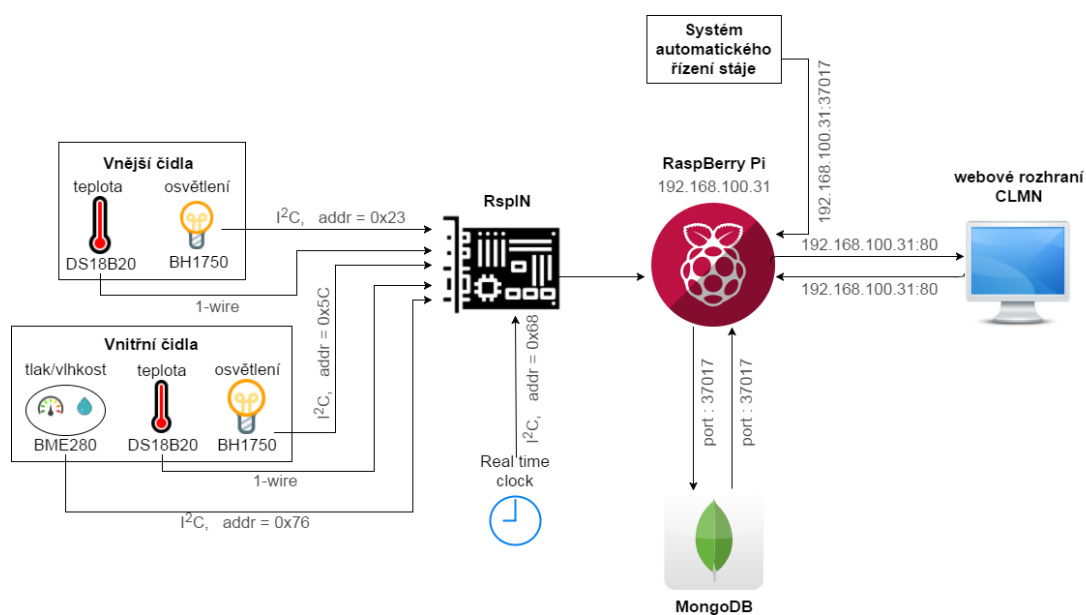 Systém
automatického
řízení stáje
192.168.100.31:37017
RaspBerry Pi
192.168.100.31
webové rozhraní
CLMN
192.168.100.31:80
192.168.100.31:80
Vnější čidla
teplota
osvětlení
DS18B20
BH1750
I²C, addr = 0x23
1-wire
RspIN
Vnitřní čidla
tlak/vlhkost
teplota
osvětlení
BME280
DS18B20
BH1750
I²C, addr = 0x5C
1-wire
I²C, addr = 0x76
I²C, addr = 0x68
Real time
clock
port : 37017
port : 37017
MongoDB